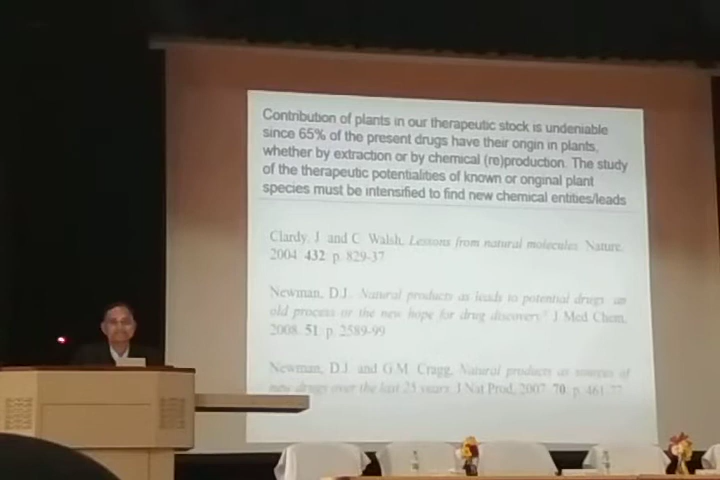 Contribution of plants in our therapeutic stock is undeniable
since 65% of the present drugs have their origin in plants,
whether by extraction or by chemical (re)production. The study
of the therapeutic potentialities of known or original plant
species must be intensified to find new chemical entities/leads
Clardy, J. and C. Walsh, Lessons from natural molecules. Nature,
2004. 432: p. 829-37.
Newman, D.J., Natural products as leads to potential drugs: an
old process or the new hope for drug discovery? J Med Chem,
2008. 51: p. 2589-99.
Newman, D.J. and G.M. Cragg, Natural products as sources of
new drugs over the last 25 years. J Nat Prod, 2007. 70: p. 461-77.